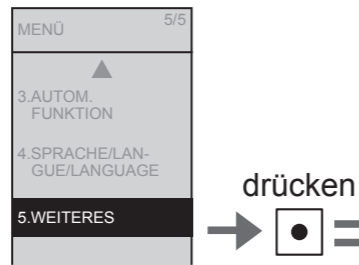 MENÜ 5/5
3.AUTOM.
FUNKTION
4.SPRACHE/LAN-
GUE/LANGUAGE
5.WEITERES
drücken